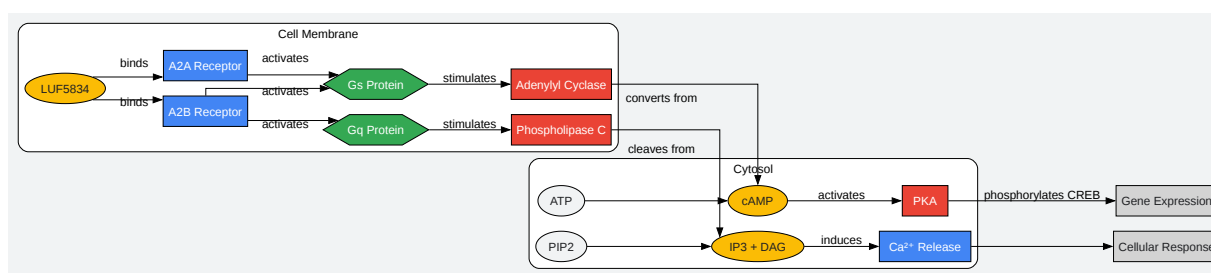 Cell Membrane
binds
A2A Receptor
activates
LUF5834
Gs Protein
stimulates
Adenylyl Cyclase
binds
A2B Receptor
activates
converts from
activates
Gq Protein
stimulates
Phospholipase C
cleaves from
Cytosol
ATP
cAMP
activates
PKA
phosphorylates CREB
Gene Expression
PIP2
IP3 + DAG
induces
Ca²⁺ Release
Cellular Response